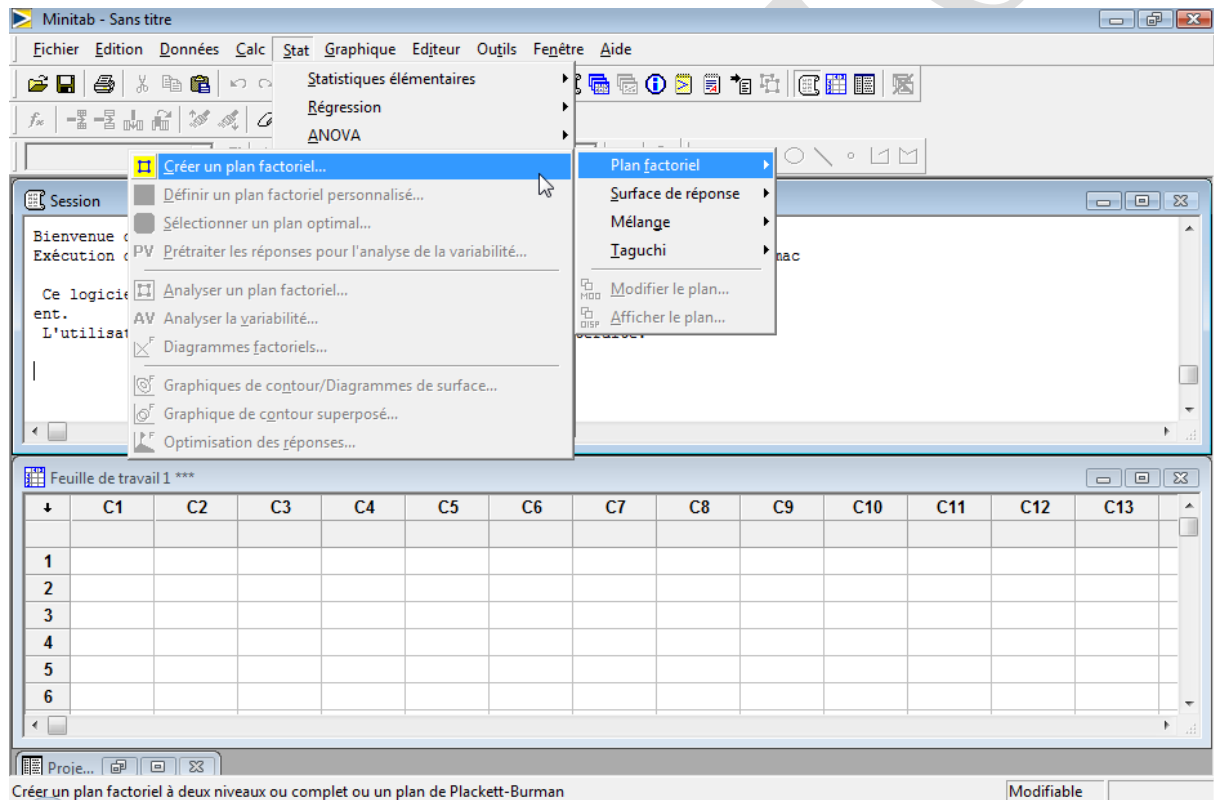 Minitab - Sans titre
Fichier Edition Données Calc Stat Graphique Editeur Outils Fenêtre Aide
Statistiques élémentaires
Régression
ANOVA
Créer un plan factoriel...
Définir un plan factoriel personnalisé...
Sélectionner un plan optimal...
PV Prétraiter les réponses pour l'analyse de la variabilité...
Analyser un plan factoriel...
AV Analyser la variabilité...
Diagrammes factoriels...
Graphiques de contour/Diagrammes de surface...
Graphique de contour superposé...
Optimisation des réponses...
Plan factoriel
Surface de réponse
Mélange
Taguchi
MOD Modifier le plan...
DISP Afficher le plan...
Session
Bienvenue
Exécution
mac
Ce
ent.
Feuille de travail 1 ***
C1 C2 C3 C4 C5 C6 C7 C8 C9 C10 C11 C12 C13
1
2
3
4
5
6
Proje...
Créer un plan factoriel à deux niveaux ou complet ou un plan de Plackett-Burman
Modifiable